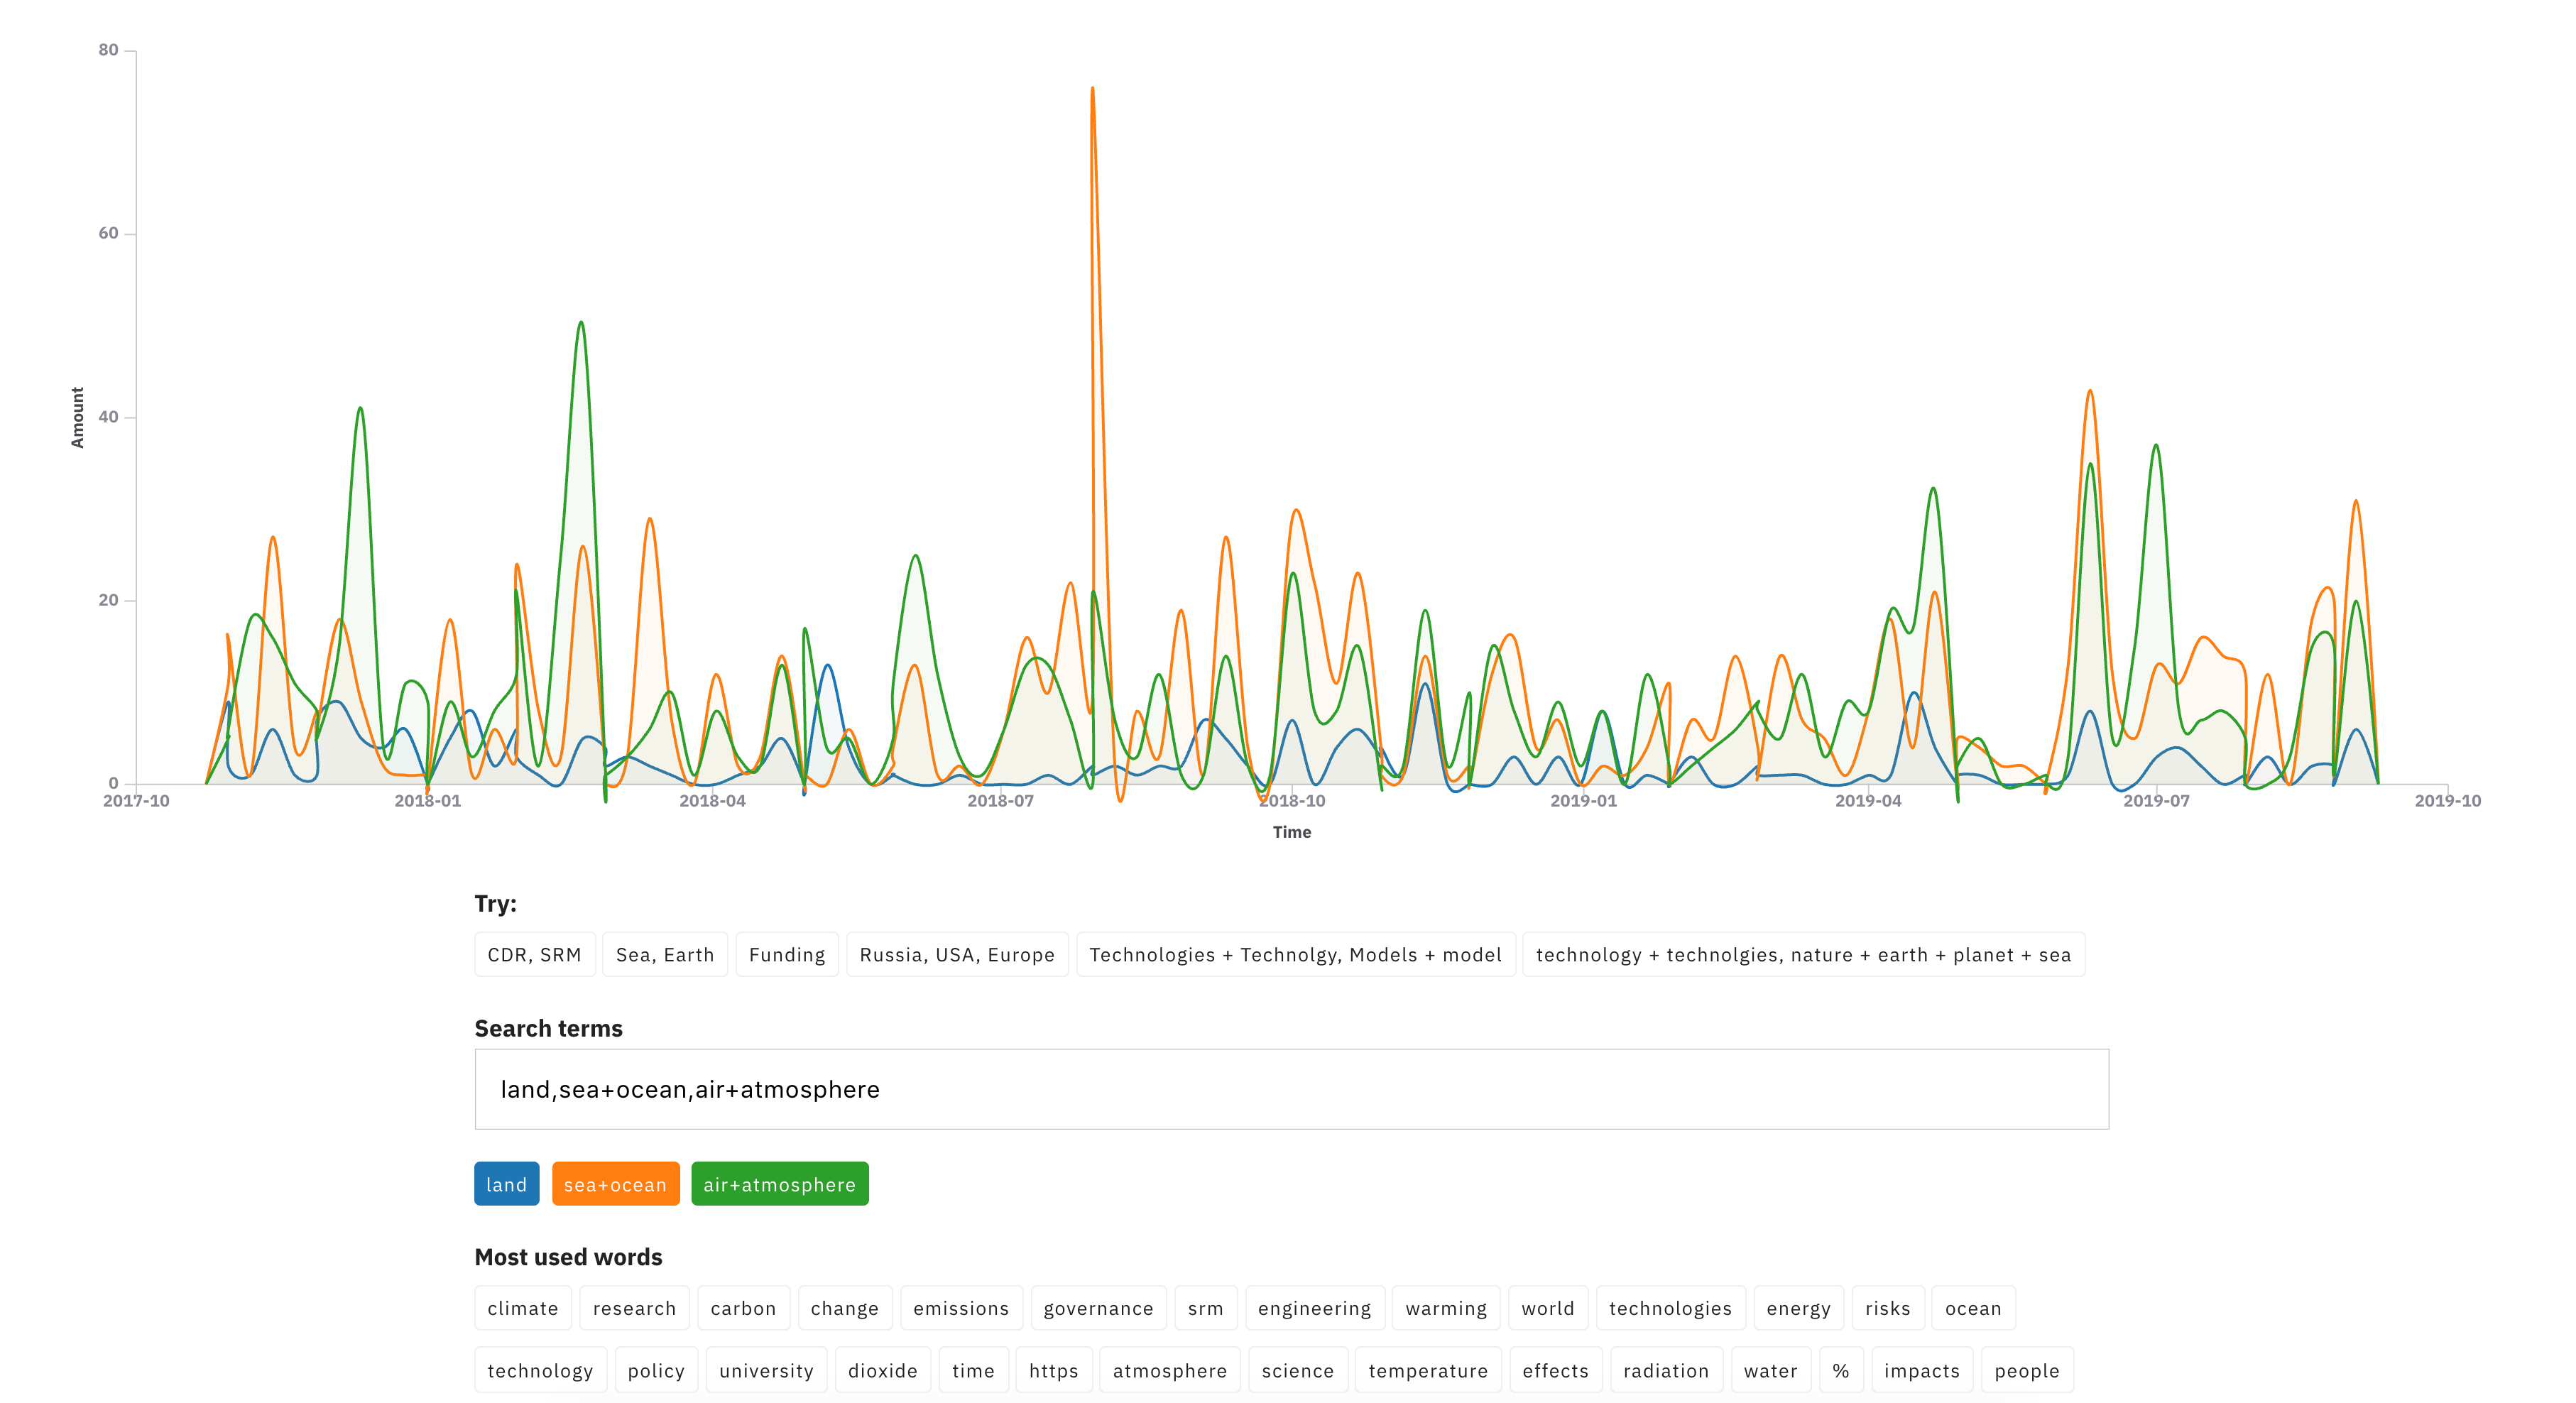 80
60
40
20
0
Amount
2017-10 2018-01 2018-04 2018-07 2018-10 2019-01 2019-04 2019-07 2019-10
Time
Try:
CDR, SRM Sea, Earth Funding Russia, USA, Europe Technologies + Technolgy, Models + model technology + technolgies, nature + earth + planet + sea
Search terms
land,sea+ocean,air+atmosphere
land sea+ocean air+atmosphere
Most used words
climate research carbon change emissions governance srm engineering warming world technologies energy risks ocean
technology policy university dioxide time https atmosphere science temperature effects radiation water % impacts people